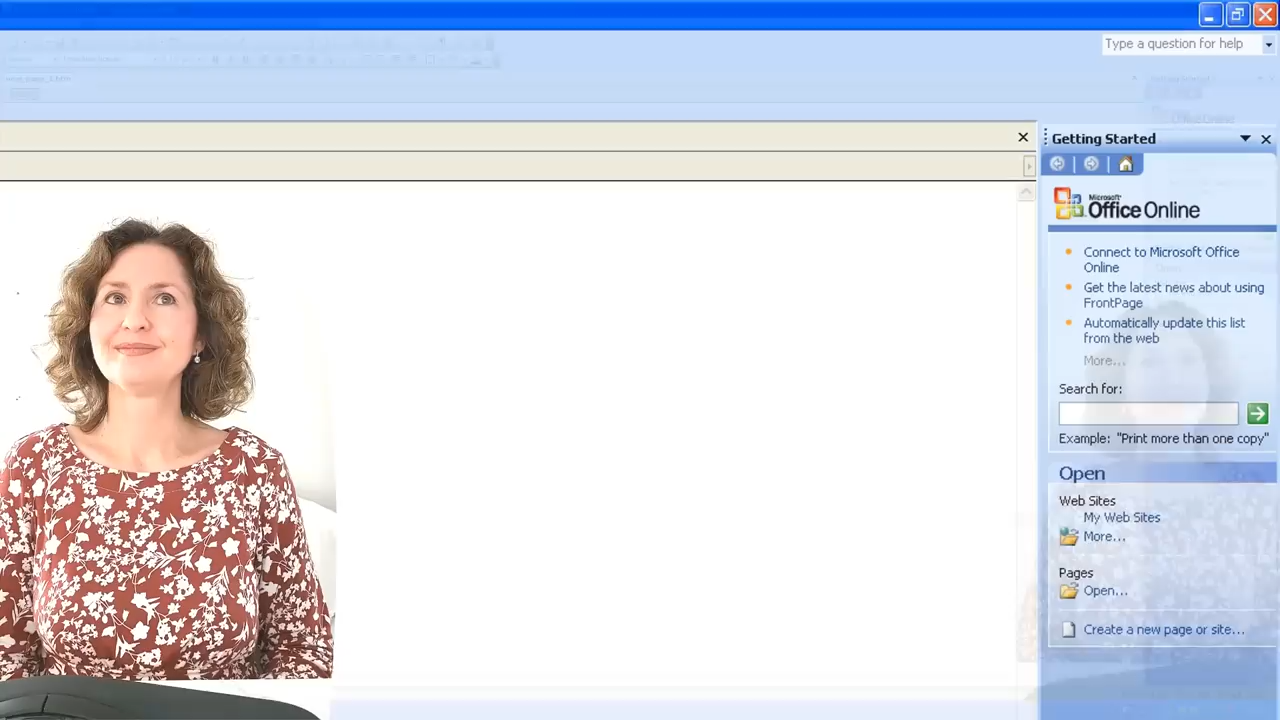 Type a question for help
Getting Started
Microsoft
Office Online
Connect to Microsoft Office
Online
Get the latest news about using
FrontPage
Automatically update this list
from the web
More...
Search for:
Example: "Print more than one copy"
Open
Web Sites
My Web Sites
More...
Pages
Open...
Create a new page or site...